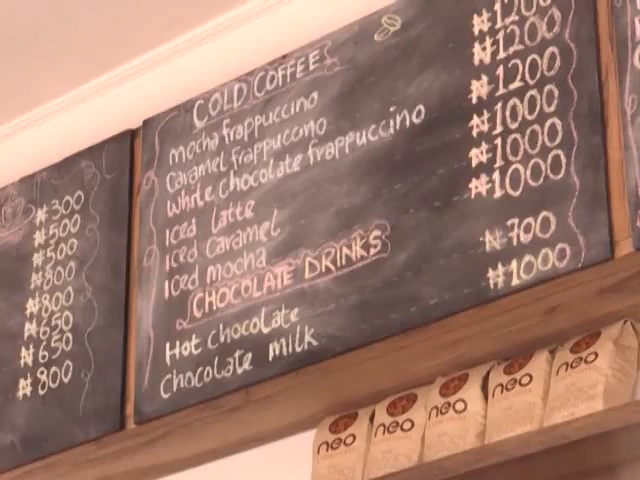 ₦300
₦500
₦500
₦800
₦800
₦650
₦650
₦800
COLD COFFEE
mocha frappuccino ₦1200
Caramel frappuccino ₦1200
White chocolate frappuccino ₦1200
Iced Latte ₦1000
Iced Caramel ₦1000
Iced mocha ₦1000
CHOCOLATE DRINKS
Hot chocolate ₦700
Chocolate milk ₦1000
neo
neo
neo
neo
neo